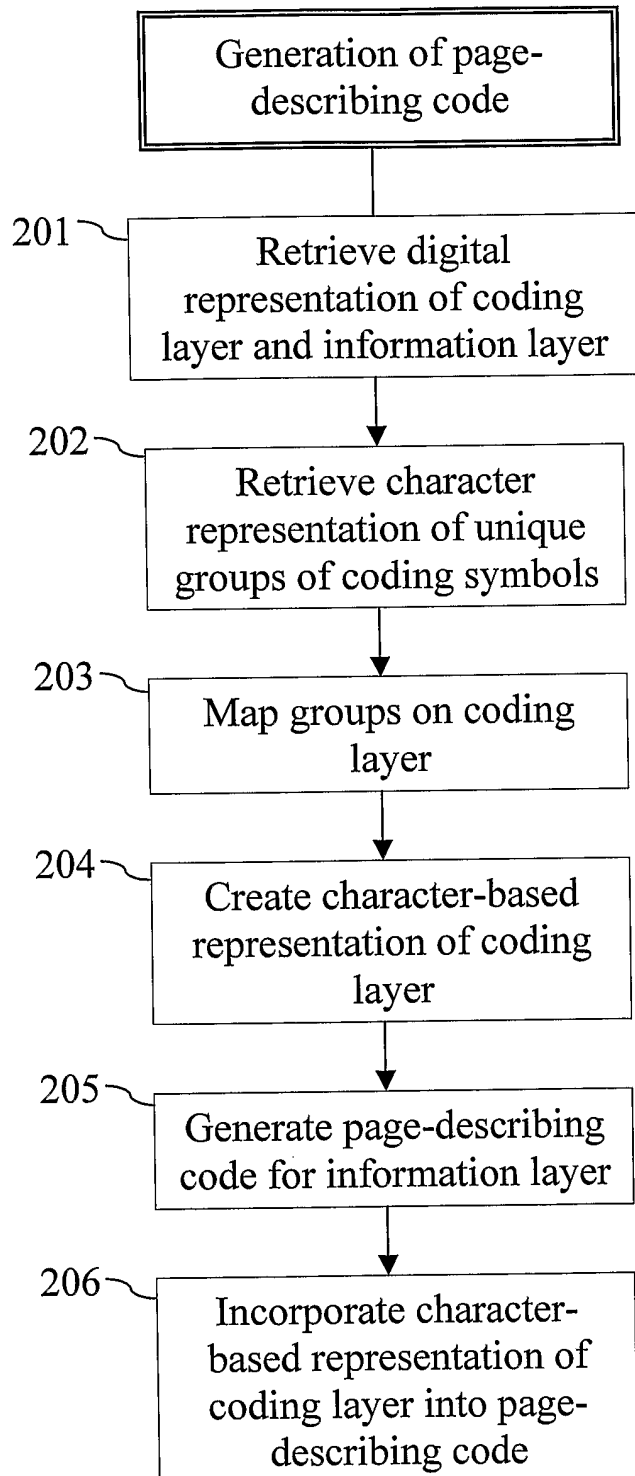 Generation of page-
describing code
201
Retrieve digital
representation of coding
layer and information layer
202
Retrieve character
representation of unique
groups of coding symbols
203
Map groups on coding
layer
204
Create character-based
representation of coding
layer
205
Generate page-describing
code for information layer
206
Incorporate character-
based representation of
coding layer into page-
describing code